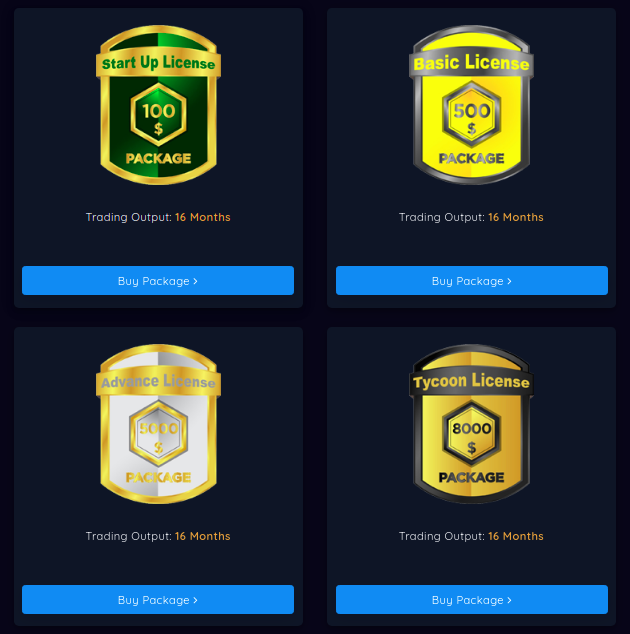 Start Up License
100
$
PACKAGE
Trading Output: 16 Months
Buy Package >
Basic License
500
$
PACKAGE
Trading Output: 16 Months
Buy Package >
Advance License
5000
$
PACKAGE
Trading Output: 16 Months
Buy Package >
Tycoon License
8000
$
PACKAGE
Trading Output: 16 Months
Buy Package >